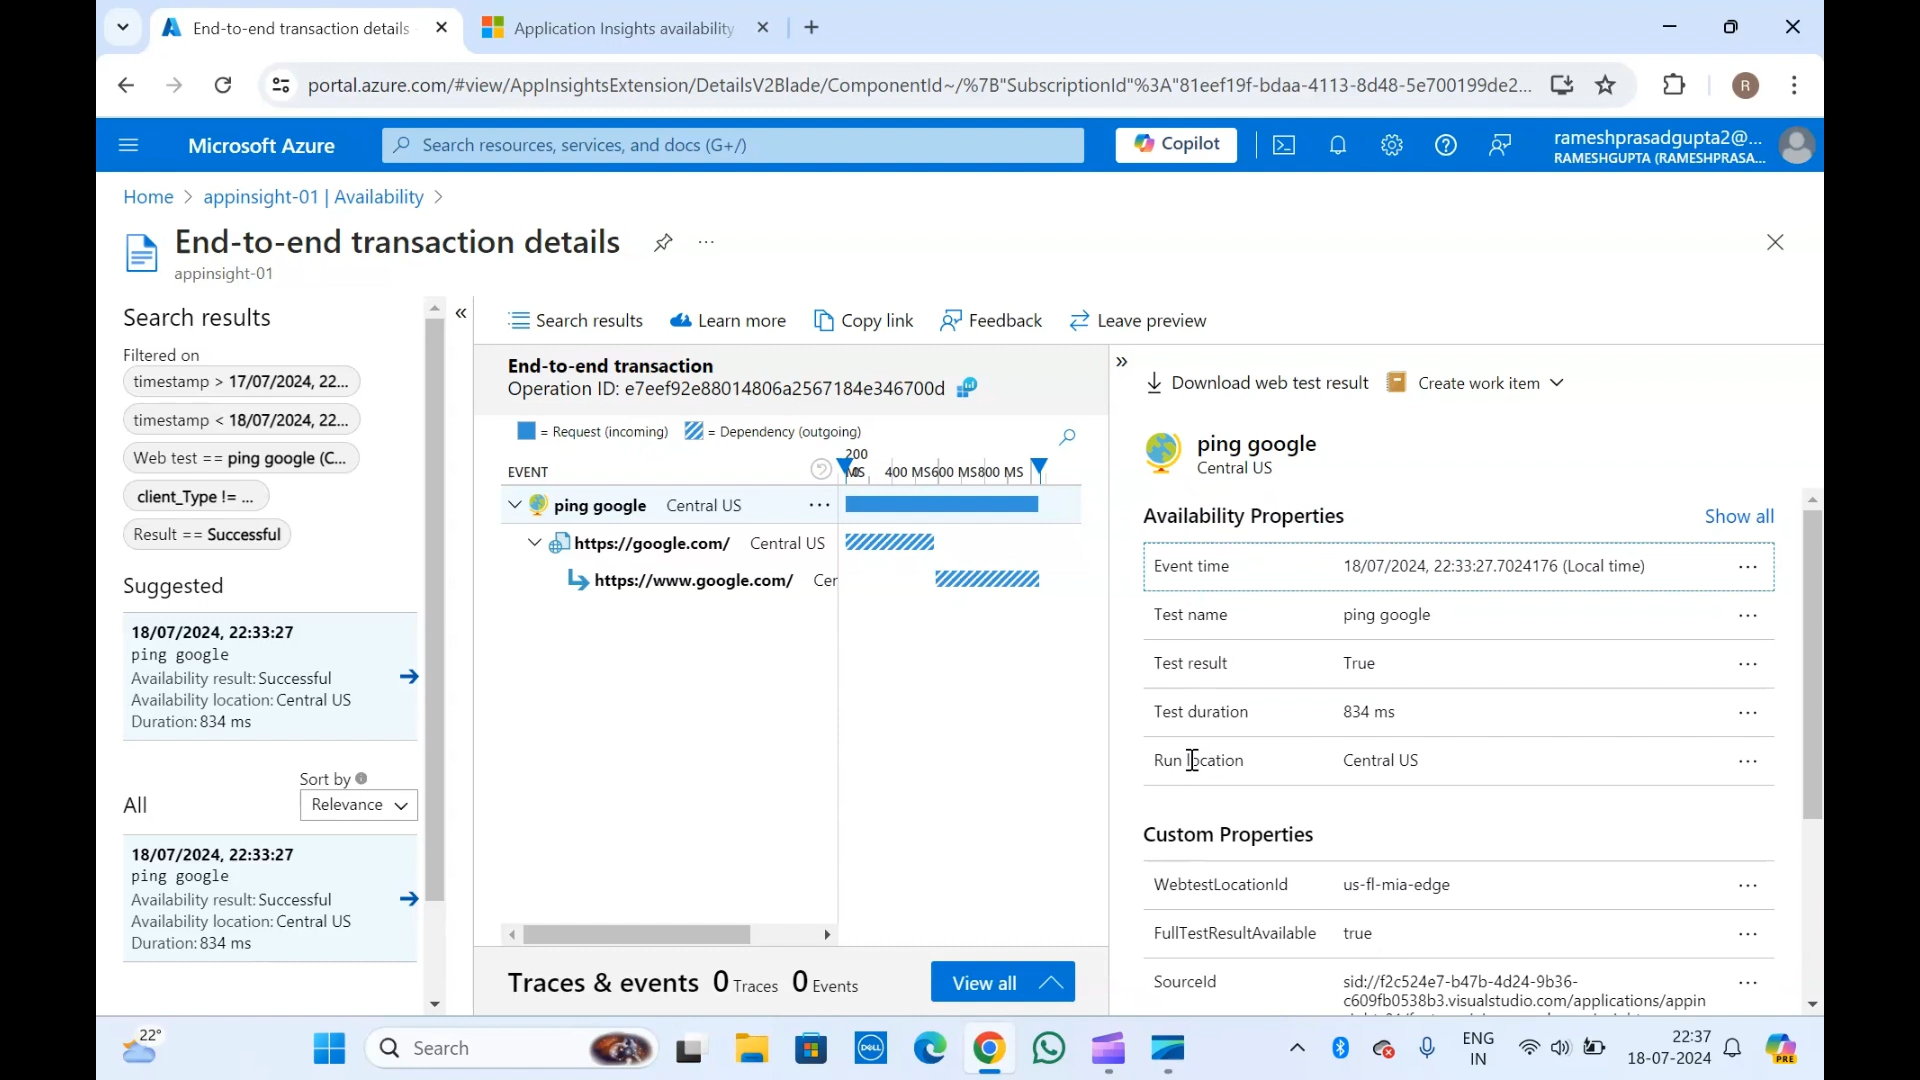 End-to-end transaction details
Application Insights availability
portal.azure.com/#view/AppInsightsExtension/DetailsV2Blade/ComponentId~/%7B"SubscriptionId"%3A"81eef19f-bdaa-4113-8d48-5e700199de2...
R
Microsoft Azure
Search resources, services, and docs (G+/)
Copilot
rameshprasadgupta2@...
RAMESHGUPTA (RAMESHPRASA...
Home > appinsight-01 | Availability >
End-to-end transaction details
appinsight-01
Search results
Filtered on
timestamp > 17/07/2024, 22...
timestamp < 18/07/2024, 22...
Web test == ping google (C...
client_Type != ...
Result == Successful
Suggested
18/07/2024, 22:33:27
ping google
Availability result: Successful
Availability location: Central US
Duration: 834 ms
Sort by
All
Relevance
18/07/2024, 22:33:27
ping google
Availability result: Successful
Availability location: Central US
Duration: 834 ms
Search results
Learn more
Copy link
Feedback
Leave preview
End-to-end transaction
Operation ID: e7eef92e88014806a2567184e346700d
= Request (incoming)
= Dependency (outgoing)
EVENT
200
MS
400 MS
600 MS
800 MS
ping google Central US
https://google.com/ Central US
https://www.google.com/ Cer
Traces & events 0 Traces 0 Events
View all
Download web test result
Create work item
ping google
Central US
Availability Properties
Show all
Event time 18/07/2024, 22:33:27.7024176 (Local time)
Test name ping google
Test result True
Test duration 834 ms
Run location Central US
Custom Properties
WebtestLocationId us-fl-mia-edge
FullTestResultAvailable true
SourceId sid://f2c524e7-b47b-4d24-9b36-
c609fb0538b3.visualstudio.com/applications/appin
22°
Search
DELL
ENG
IN
22:37
18-07-2024
PRE